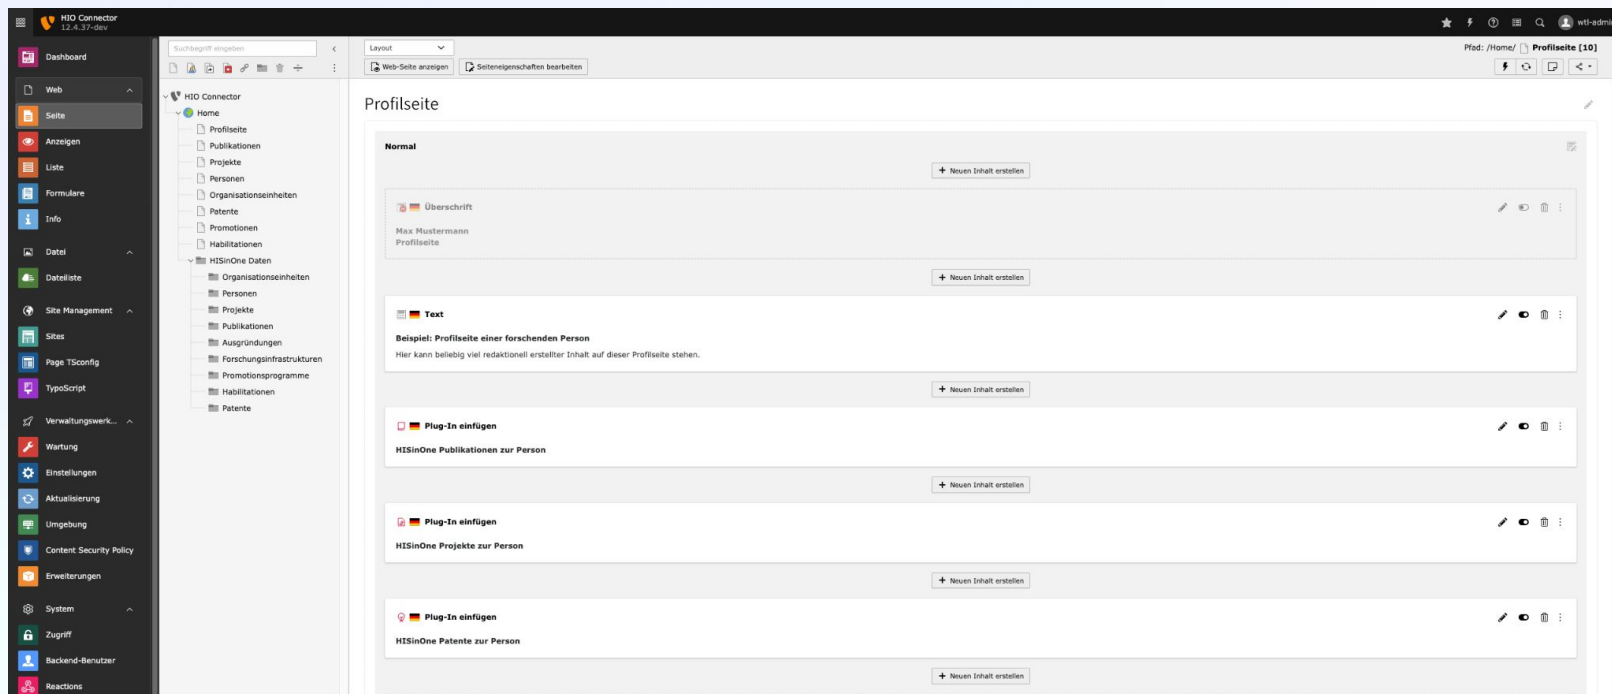 HIO Connector
12.4.37-dev
wtl-admin
Dashboard
Web
Seite
Anzeigen
Liste
Formulare
Info
Datei
Dateiliste
Site Management
Sites
Page TSconfig
TypoScript
Verwaltungswerk...
Wartung
Einstellungen
Aktualisierung
Umgebung
Content Security Policy
Erweiterungen
System
Zugriff
Backend-Benutzer
Reactions
Suchbegriff eingeben
HIO Connector
Home
Profilseite
Publikationen
Projekte
Personen
Organisationseinheiten
Patente
Promotionen
Habilitationen
HISinOne Daten
Organisationseinheiten
Personen
Projekte
Publikationen
Ausgründungen
Forschungsinfrastrukturen
Promotionsprogramme
Habilitationen
Patente
Layout
Pfad: /Home/ Profilseite [10]
Web-Seite anzeigen Seiteneigenschaften bearbeiten
Profilseite
Normal
+ Neuen Inhalt erstellen
Überschrift
Max Mustermann
Profilseite
+ Neuen Inhalt erstellen
Text
Beispiel: Profilseite einer forschenden Person
Hier kann beliebig viel redaktionell erstellter Inhalt auf dieser Profilseite stehen.
+ Neuen Inhalt erstellen
Plug-In einfügen
HISinOne Publikationen zur Person
+ Neuen Inhalt erstellen
Plug-In einfügen
HISinOne Projekte zur Person
+ Neuen Inhalt erstellen
Plug-In einfügen
HISinOne Patente zur Person
+ Neuen Inhalt erstellen